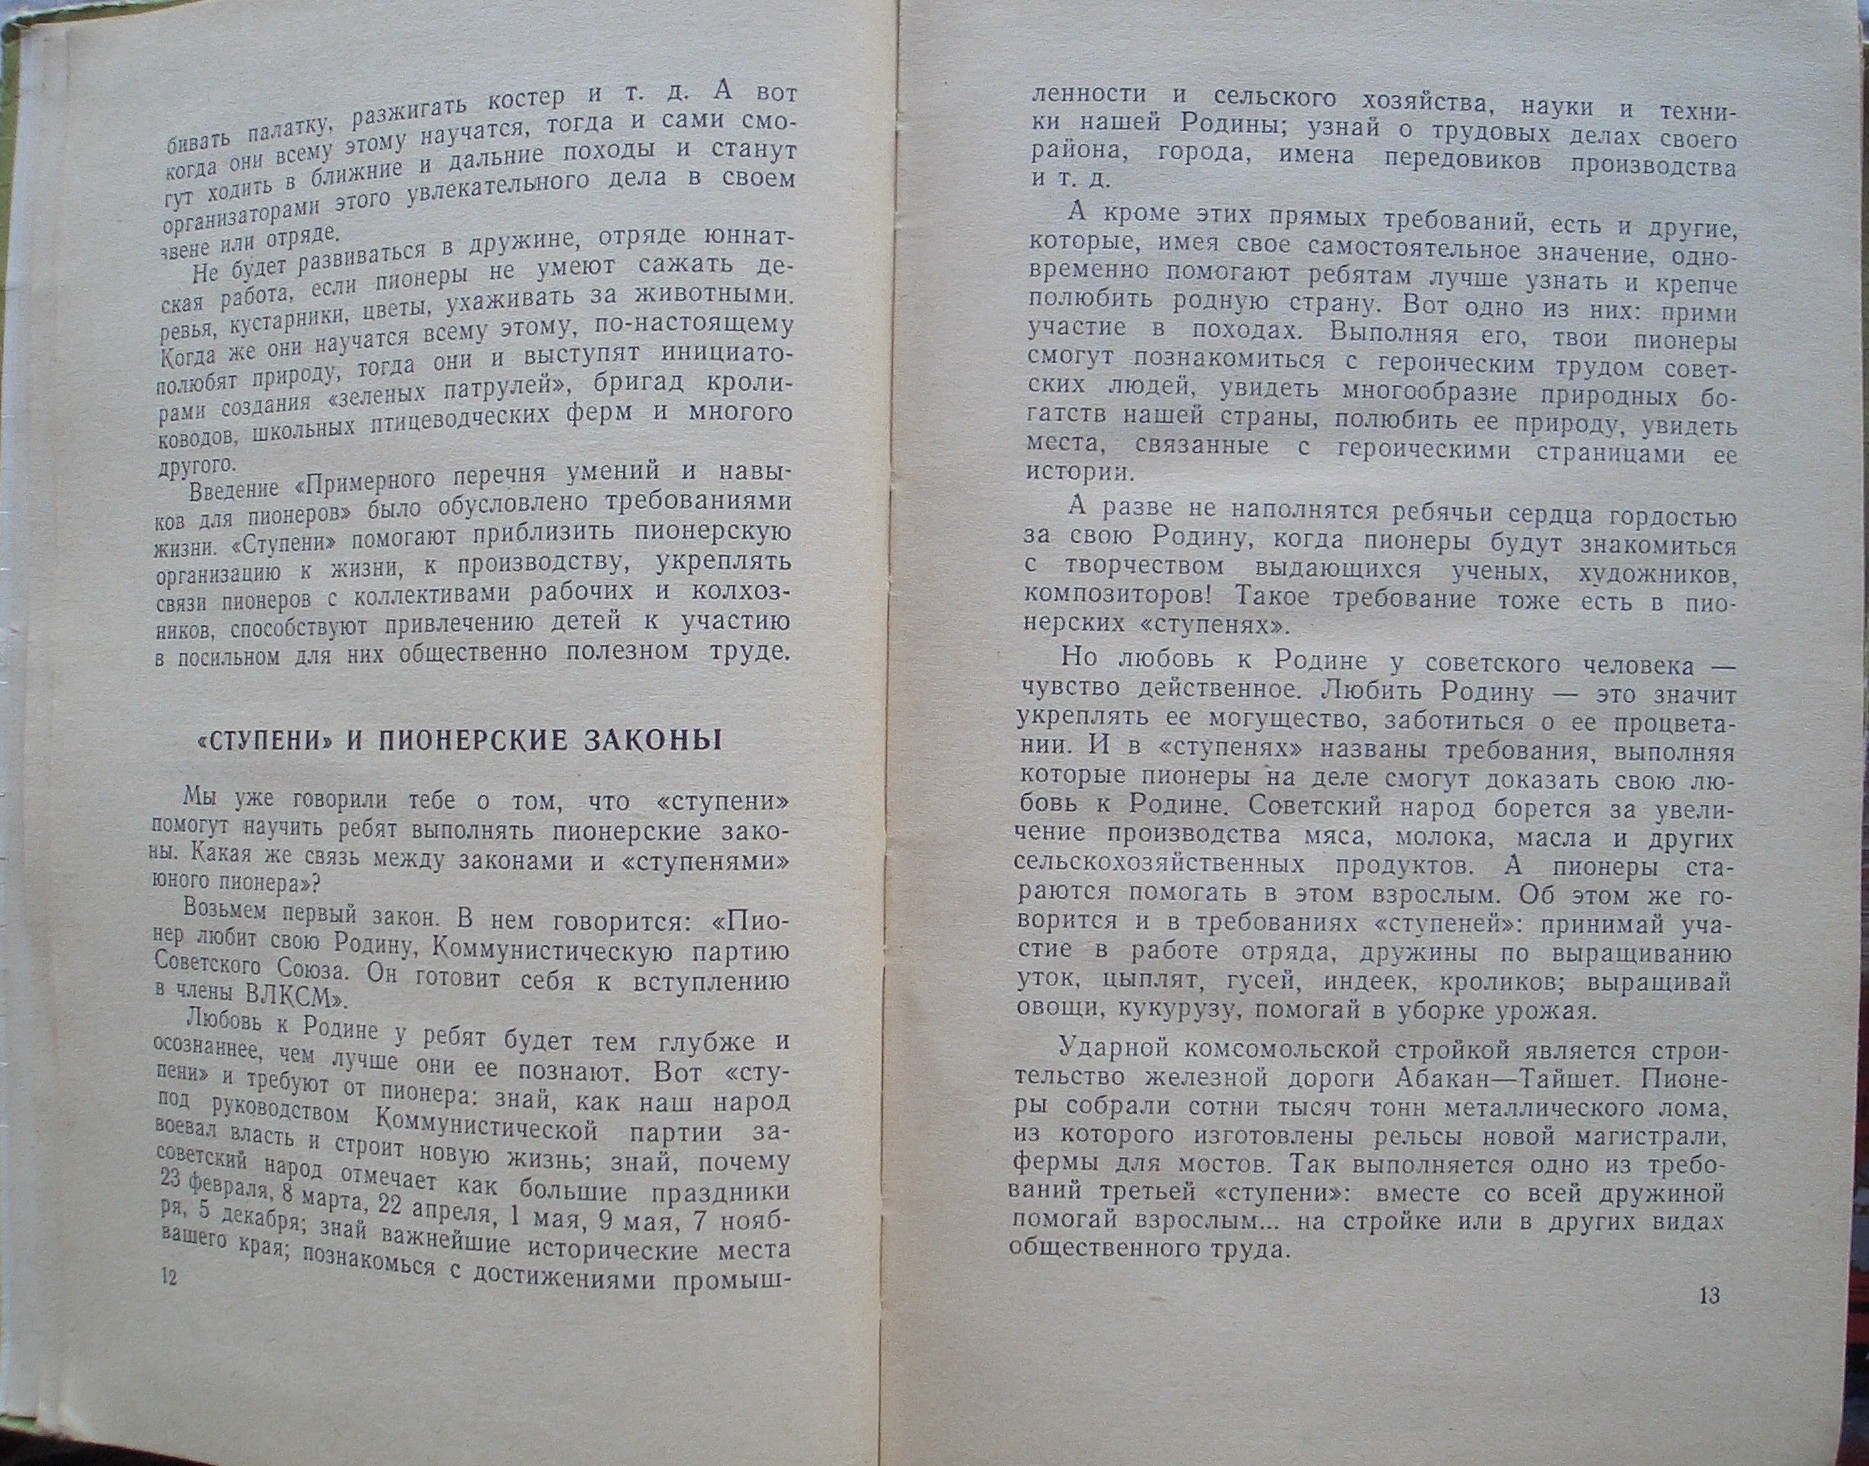 бивать палатку, разжигать костер и т. д. А вот
когда они всему этому научатся, тогда и сами смо-
гут ходить в ближние и дальние походы и станут
организаторами этого увлекательного дела в своем
звене или отряде.
Не будет развиваться в дружине, отряде юннат-
ская работа, если пионеры не умеют сажать де-
ревья, кустарники, цветы, ухаживать за животными.
Когда же они научатся всему этому, по-настоящему
полюбят природу, тогда они и выступят инициато-
рами создания «зеленых патрулей», бригад кроли-
ководов, школьных птицеводческих ферм и многого
другого.
Введение «Примерного перечня умений и навы-
ков для пионеров» было обусловлено требованиями
жизни. «Ступени» помогают приблизить пионерскую
организацию к жизни, к производству, укреплять
связи пионеров с коллективами рабочих и колхоз-
ников, способствуют привлечению детей к участию
в посильном для них общественно полезном труде.
«СТУПЕНИ» И ПИОНЕРСКИЕ ЗАКОНЫ
Мы уже говорили тебе о том, что «ступени»
помогут научить ребят выполнять пионерские зако-
ны. Какая же связь между законами и «ступенями»
юного пионера»?
Возьмем первый закон. В нем говорится: «Пио-
нер любит свою Родину, Коммунистическую партию
Советского Союза. Он готовит себя к вступлению
в члены ВЛКСМ».
Любовь к Родине у ребят будет тем глубже и
осознаннее, чем лучше они ее познают. Вот «сту-
пени» и требуют от пионера: знай, как наш народ
под руководством Коммунистической партии за-
воевал власть и строит новую жизнь; знай, почему
советский народ отмечает как большие праздники
23 февраля, 8 марта, 22 апреля, 1 мая, 9 мая, 7 нояб-
ря, 5 декабря; знай важнейшие исторические места
вашего края; познакомься с достижениями промыш-
12
ленности и сельского хозяйства, науки и техни-
ки нашей Родины; узнай о трудовых делах своего
района, города, имена передовиков производства
и т. д.
А кроме этих прямых требований, есть и другие,
которые, имея свое самостоятельное значение, одно-
временно помогают ребятам лучше узнать и крепче
полюбить родную страну. Вот одно из них: прими
участие в походах. Выполняя его, твои пионеры
смогут познакомиться с героическим трудом совет-
ских людей, увидеть многообразие природных бо-
гатств нашей страны, полюбить ее природу, увидеть
места, связанные с героическими страницами ее
истории.
А разве не наполнятся ребячьи сердца гордостью
за свою Родину, когда пионеры будут знакомиться
с творчеством выдающихся ученых, художников,
композиторов! Такое требование тоже есть в пио-
нерских «ступенях».
Но любовь к Родине у советского человека —
чувство действенное. Любить Родину — это значит
укреплять ее могущество, заботиться о ее процвета-
нии. И в «ступенях» названы требования, выполняя
которые пионеры на деле смогут доказать свою лю-
бовь к Родине. Советский народ борется за увели-
чение производства мяса, молока, масла и других
сельскохозяйственных продуктов. А пионеры ста-
раются помогать в этом взрослым. Об этом же го-
ворится и в требованиях «ступеней»: принимай уча-
стие в работе отряда, дружины по выращиванию
уток, цыплят, гусей, индеек, кроликов; выращивай
овощи, кукурузу, помогай в уборке урожая.
Ударной комсомольской стройкой является строи-
тельство железной дороги Абакан—Тайшет. Пионе-
ры собрали сотни тысяч тонн металлического лома,
из которого изготовлены рельсы новой магистрали,
фермы для мостов. Так выполняется одно из требо-
ваний третьей «ступени»: вместе со всей дружиной
помогай взрослым... на стройке или в других видах
общественного труда.
13